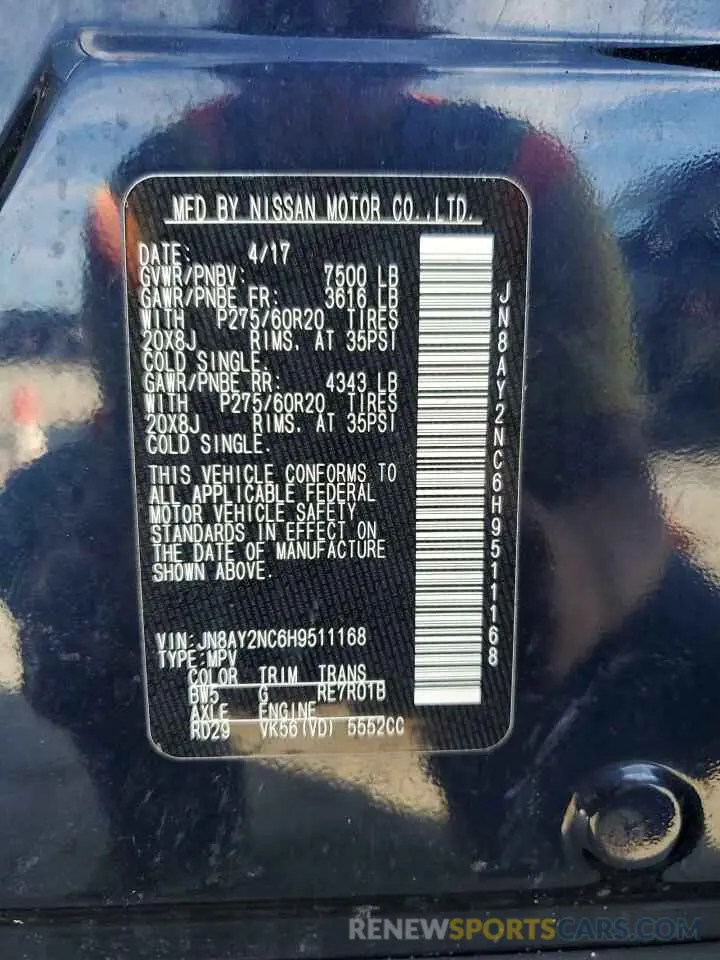 MFD BY NISSAN MOTOR CO.,LTD.
DATE: 4/17
GVWR/PNBV: 7500 LB
GAWR/PNBE FR: 3616 LB
WITH P275/60R20 TIRES
20X8J RIMS, AT 35PSI
COLD SINGLE.
GAWR/PNBE RR: 4343 LB
WITH P275/60R20 TIRES
20X8J RIMS, AT 35PSI
COLD SINGLE.
THIS VEHICLE CONFORMS TO
ALL APPLICABLE FEDERAL
MOTOR VEHICLE SAFETY
STANDARDS IN EFFECT ON
THE DATE OF MANUFACTURE
SHOWN ABOVE.
VIN:JN8AY2NC6H9511168
TYPE:MPV
COLOR TRIM TRANS
BW5 G RE7R01B
AXLE ENGINE
RD29 VK56(VD) 5552CC
JN8AY2NC6H9511168
RENEWSPORTSCARS.COM